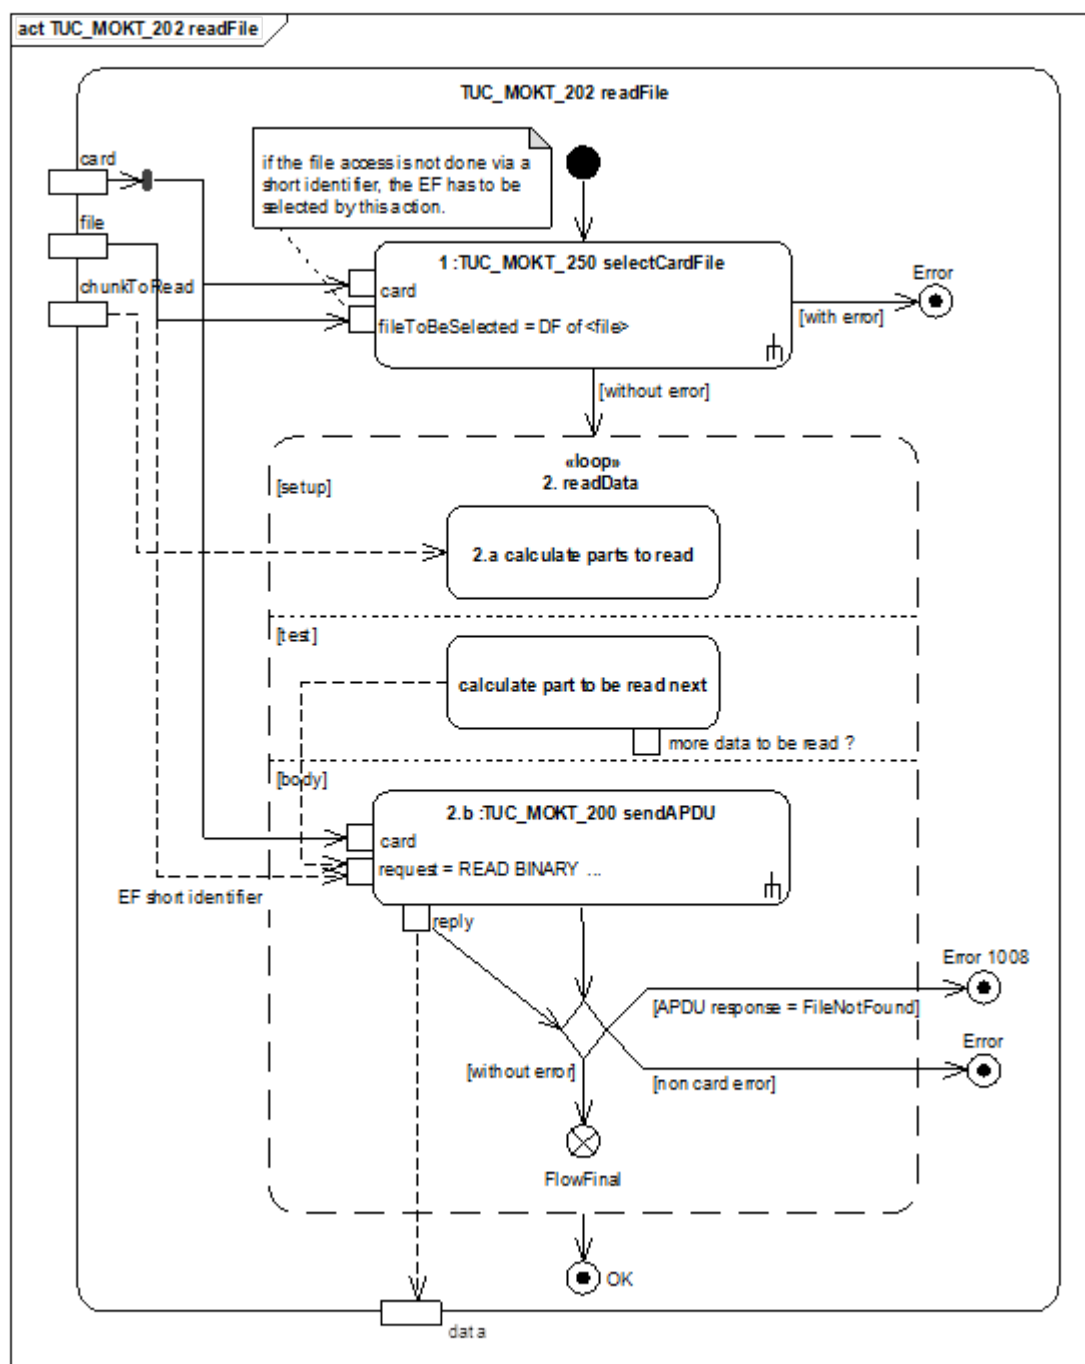 act TUC_MOKT_202 readFile
TUC_MOKT_202 readFile
card
if the file access is not done via a
short identifier, the EF has to be
selected by this action.
file
1 :TUC_MOKT_250 selectCardFile
Error
chunkToRead
card
fileToBeSelected = DF of <file>
[with error]
[without error]
«loop»
2. readData
[setup]
2.a calculate parts to read
[test]
calculate part to be read next
more data to be read ?
[body]
2.b :TUC_MOKT_200 sendAPDU
card
request = READ BINARY ...
EF short identifier
reply
Error 1008
[APDU response = FileNotFound]
Error
[without error]
[non card error]
FlowFinal
OK
data